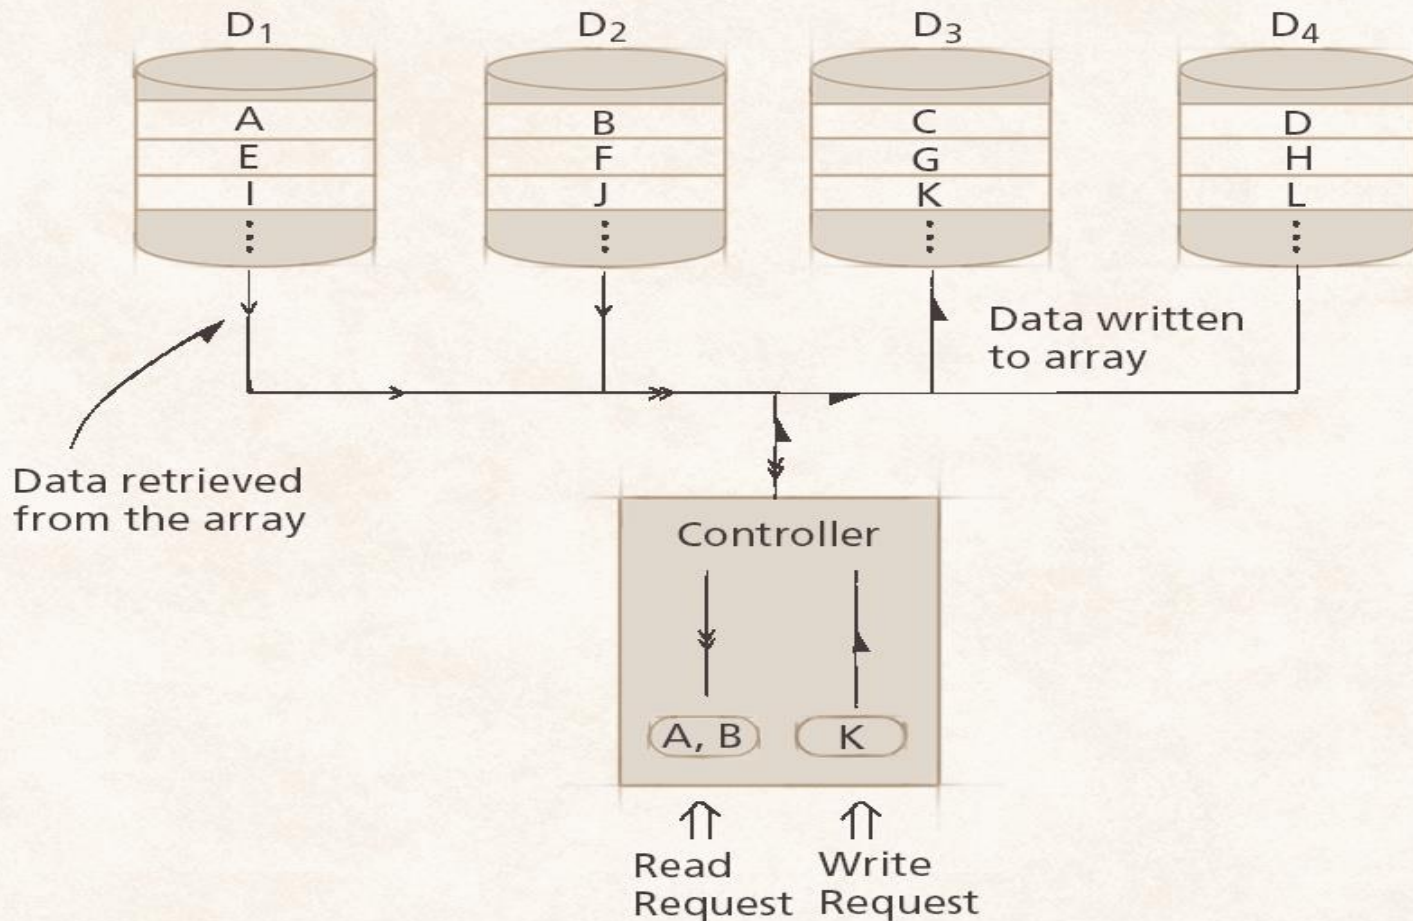 D1 D2 D3 D4
A B C D
E F G H
I J K L
⋮ ⋮ ⋮ ⋮
Data written
to array
Data retrieved
from the array
Controller
A, B K
Read Write
Request Request